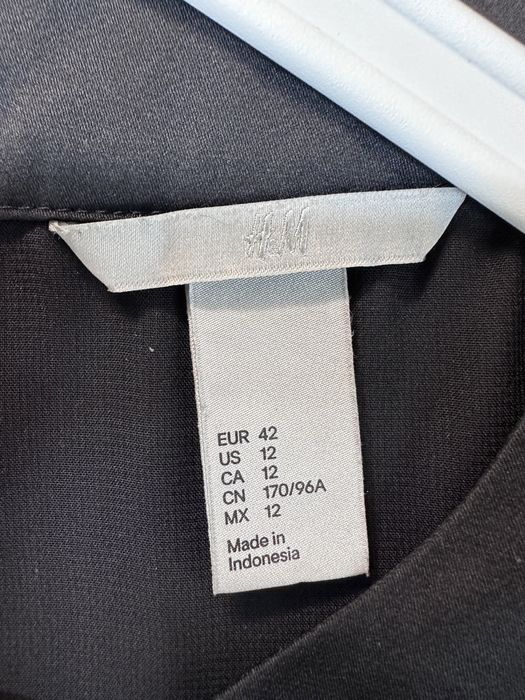 H&M
EUR 42
US 12
CA 12
CN 170/96A
MX 12
Made in
Indonesia